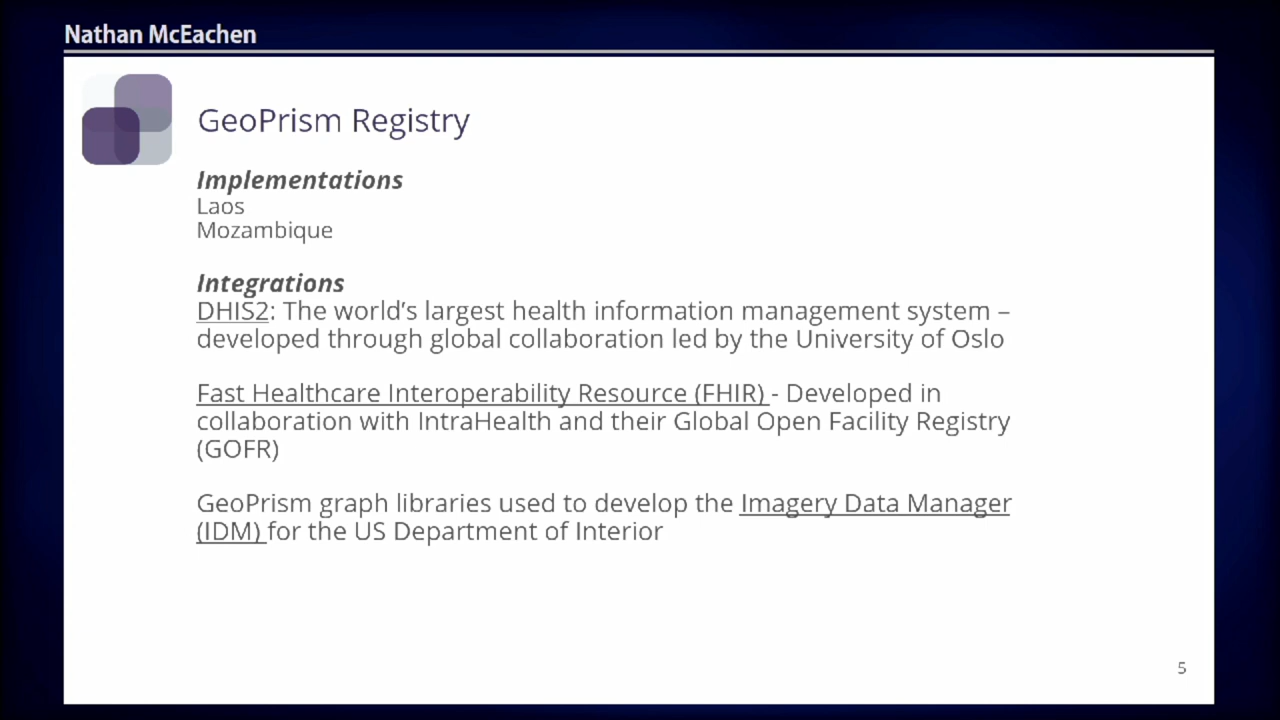 Nathan McEachen
GeoPrism Registry
Implementations
Laos
Mozambique
Integrations
DHIS2: The world’s largest health information management system –
developed through global collaboration led by the University of Oslo
Fast Healthcare Interoperability Resource (FHIR) - Developed in
collaboration with IntraHealth and their Global Open Facility Registry
(GOFR)
GeoPrism graph libraries used to develop the Imagery Data Manager
(IDM) for the US Department of Interior
5